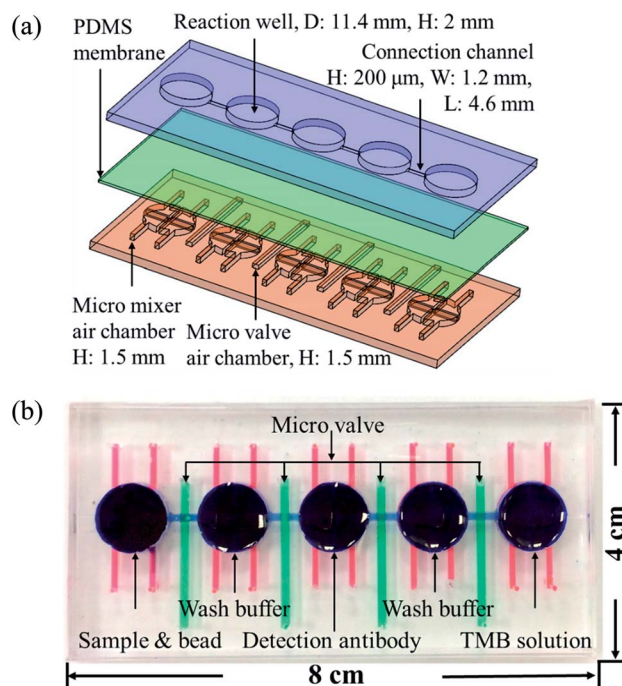 (a)
PDMS
membrane
Reaction well, D: 11.4 mm, H: 2 mm
Connection channel
H: 200 μm, W: 1.2 mm,
L: 4.6 mm
Micro mixer
air chamber
H: 1.5 mm
Micro valve
air chamber, H: 1.5 mm
(b)
Micro valve
Wash buffer
Wash buffer
Sample & bead
Detection antibody
TMB solution
4 cm
8 cm